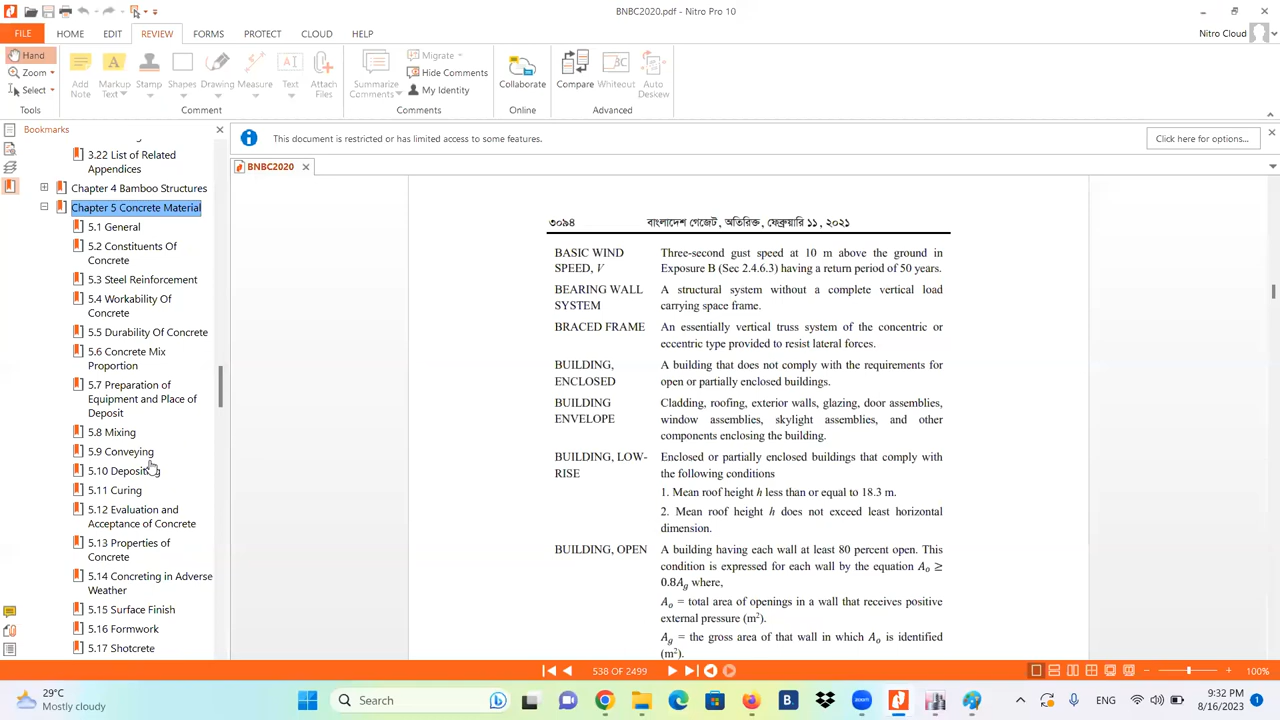 BNBC2020.pdf - Nitro Pro 10
FILE HOME EDIT REVIEW FORMS PROTECT CLOUD HELP
Nitro Cloud
Hand
Zoom
Select
Tools
Add Note
Markup Text
Stamp
Shapes
Drawing
Measure
Text
Attach Files
Comment
Summarize Comments
Migrate
Hide Comments
My Identity
Comments
Collaborate
Online
Compare
Whiteout
Auto Deskew
Advanced
Bookmarks
This document is restricted or has limited access to some features.
Click here for options...
BNBC2020
3.22 List of Related
Appendices
Chapter 4 Bamboo Structures
Chapter 5 Concrete Material
5.1 General
5.2 Constituents Of
Concrete
5.3 Steel Reinforcement
5.4 Workability Of
Concrete
5.5 Durability Of Concrete
5.6 Concrete Mix
Proportion
5.7 Preparation of
Equipment and Place of
Deposit
5.8 Mixing
5.9 Conveying
5.10 Depositing
5.11 Curing
5.12 Evaluation and
Acceptance of Concrete
5.13 Properties of
Concrete
5.14 Concreting in Adverse
Weather
5.15 Surface Finish
5.16 Formwork
5.17 Shotcrete
৩০৯৪ বাংলাদেশ গেজেট, অতিরিক্ত, ফেব্রুয়ারি ১১, ২০২১
BASIC WIND Three-second gust speed at 10 m above the ground in
SPEED, V Exposure B (Sec 2.4.6.3) having a return period of 50 years.
BEARING WALL A structural system without a complete vertical load
SYSTEM carrying space frame.
BRACED FRAME An essentially vertical truss system of the concentric or
eccentric type provided to resist lateral forces.
BUILDING, A building that does not comply with the requirements for
ENCLOSED open or partially enclosed buildings.
BUILDING Cladding, roofing, exterior walls, glazing, door assemblies,
ENVELOPE window assemblies, skylight assemblies, and other
components enclosing the building.
BUILDING, LOW- Enclosed or partially enclosed buildings that comply with
RISE the following conditions
1. Mean roof height h less than or equal to 18.3 m.
2. Mean roof height h does not exceed least horizontal
dimension.
BUILDING, OPEN A building having each wall at least 80 percent open. This
condition is expressed for each wall by the equation Ao ≥
0.8Ag where,
Ao = total area of openings in a wall that receives positive
external pressure (m²).
Ag = the gross area of that wall in which Ao is identified
(m²).
538 OF 2499
100%
29°C
Mostly cloudy
Search
ENG
9:32 PM
8/16/2023